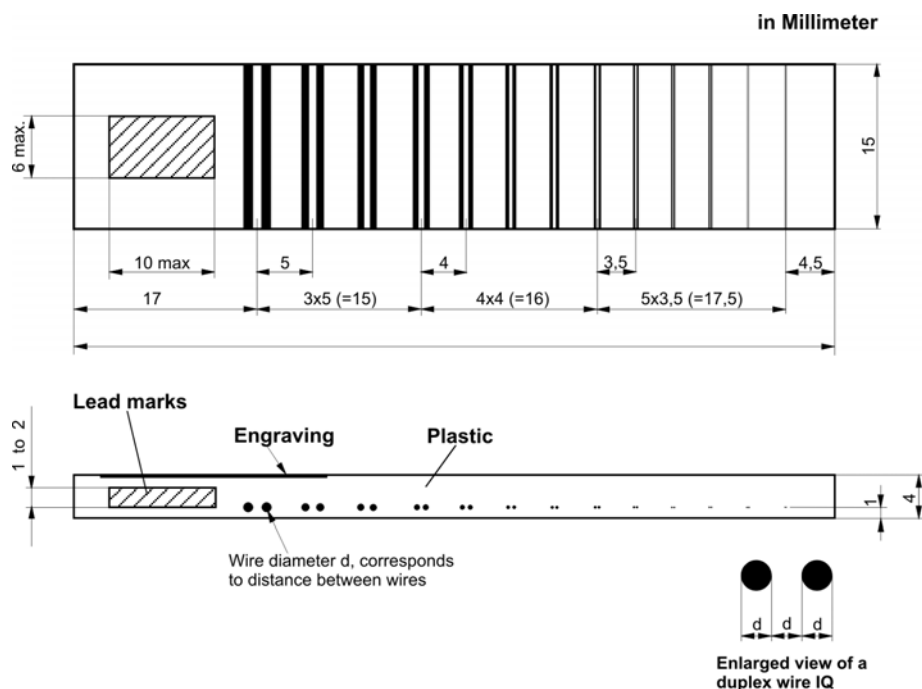 in Millimeter
6 max.
15
10 max
5
4
3,5
4,5
17
3x5 (=15)
4x4 (=16)
5x3,5 (=17,5)
Lead marks
Engraving
Plastic
1 to 2
1
4
Wire diameter d, corresponds
to distance between wires
d d d
Enlarged view of a
duplex wire IQ